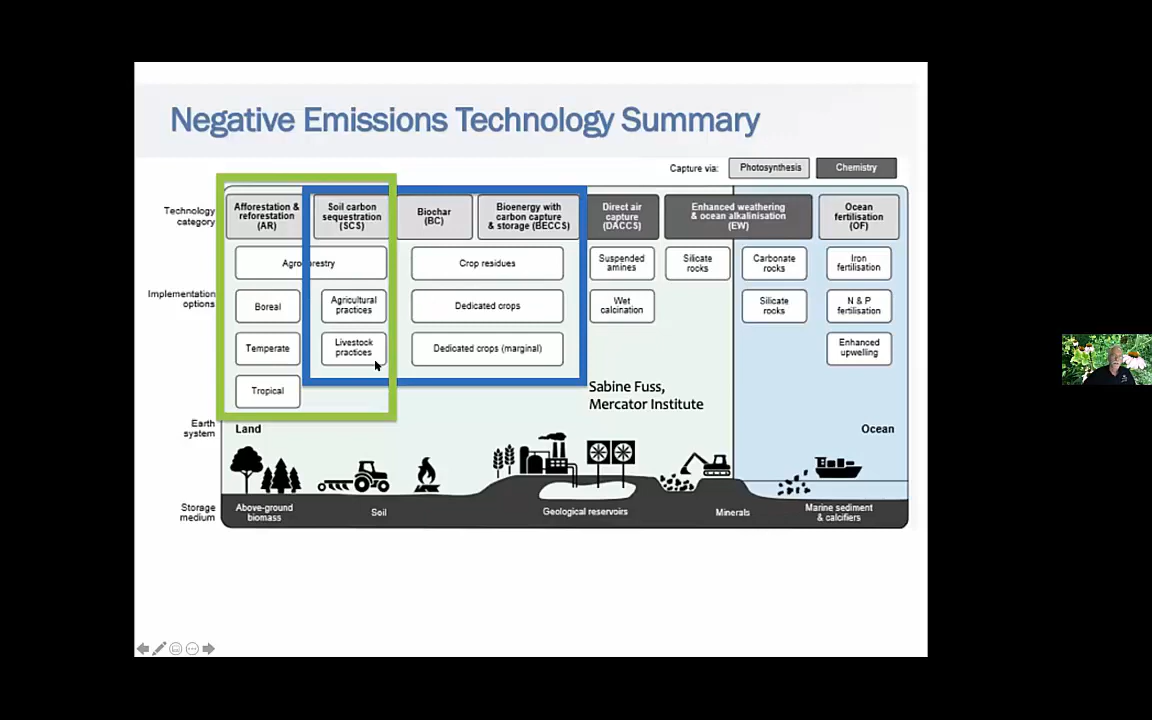 Negative Emissions Technology Summary
Capture via:
Photosynthesis
Chemistry
Technology
category
Afforestation &
reforestation
(AR)
Soil carbon
sequestration
(SCS)
Biochar
(BC)
Bioenergy with
carbon capture
& storage (BECCS)
Direct air
capture
(DACCS)
Enhanced weathering
& ocean alkalinisation
(EW)
Ocean
fertilisation
(OF)
Implementation
options
Agroforestry
Crop residues
Suspended
amines
Silicate
rocks
Carbonate
rocks
Iron
fertilisation
Boreal
Agricultural
practices
Dedicated crops
Wet
calcination
Silicate
rocks
N & P
fertilisation
Temperate
Livestock
practices
Dedicated crops (marginal)
Enhanced
upwelling
Tropical
Sabine Fuss,
Mercator Institute
Earth
system
Land
Ocean
Storage
medium
Above-ground
biomass
Soil
Geological reservoirs
Minerals
Marine sediment
& calcifiers